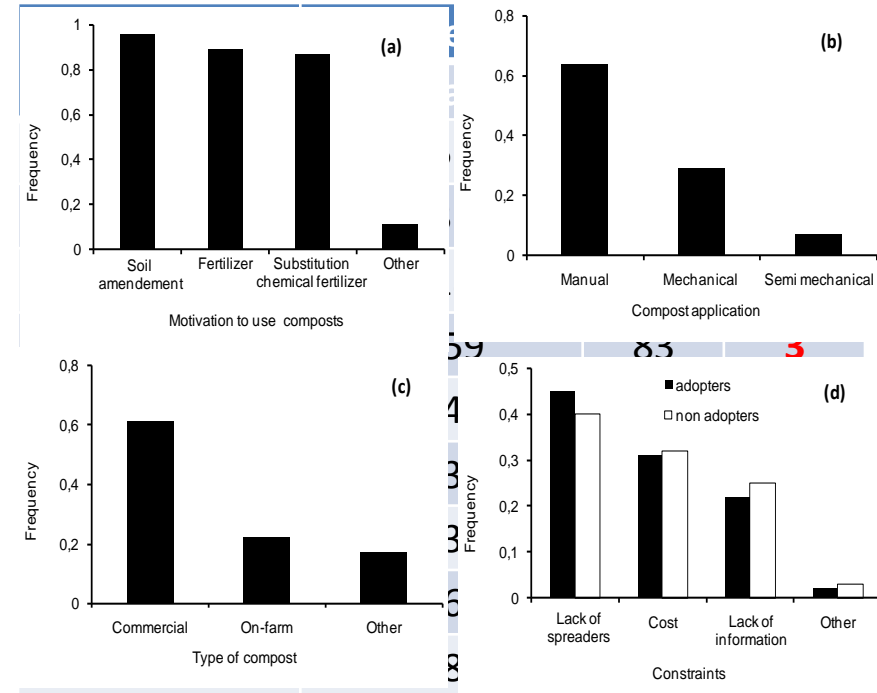 (a)
1
0,8
0,6
0,4
0,2
0
Frequency
Soil amendement
Fertilizer
Substitution chemical fertilizer
Other
Motivation to use composts
(b)
0,8
0,6
0,4
0,2
0
Frequency
Manual
Mechanical
Semi mechanical
Compost application
59 83 3
(c)
0,8
0,6
0,4
0,2
0
Frequency
Commercial
On-farm
Other
Type of compost
4
6
8
(d)
adopters
non adopters
0,5
0,4
0,3
0,2
0,1
0
Frequency
Lack of
spreaders
Cost
Lack of
information
Other
Constraints